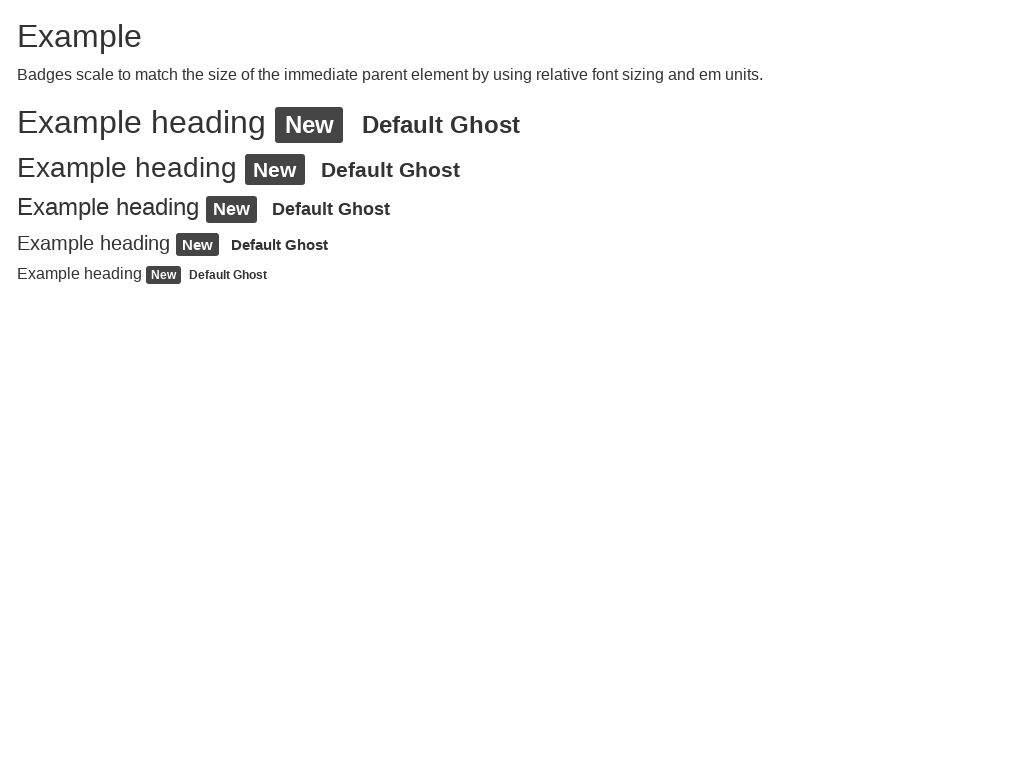 Example
Badges scale to match the size of the immediate parent element by using relative font sizing and em units.
Example heading New Default Ghost
Example heading New Default Ghost
Example heading New Default Ghost
Example heading New Default Ghost
Example heading New Default Ghost